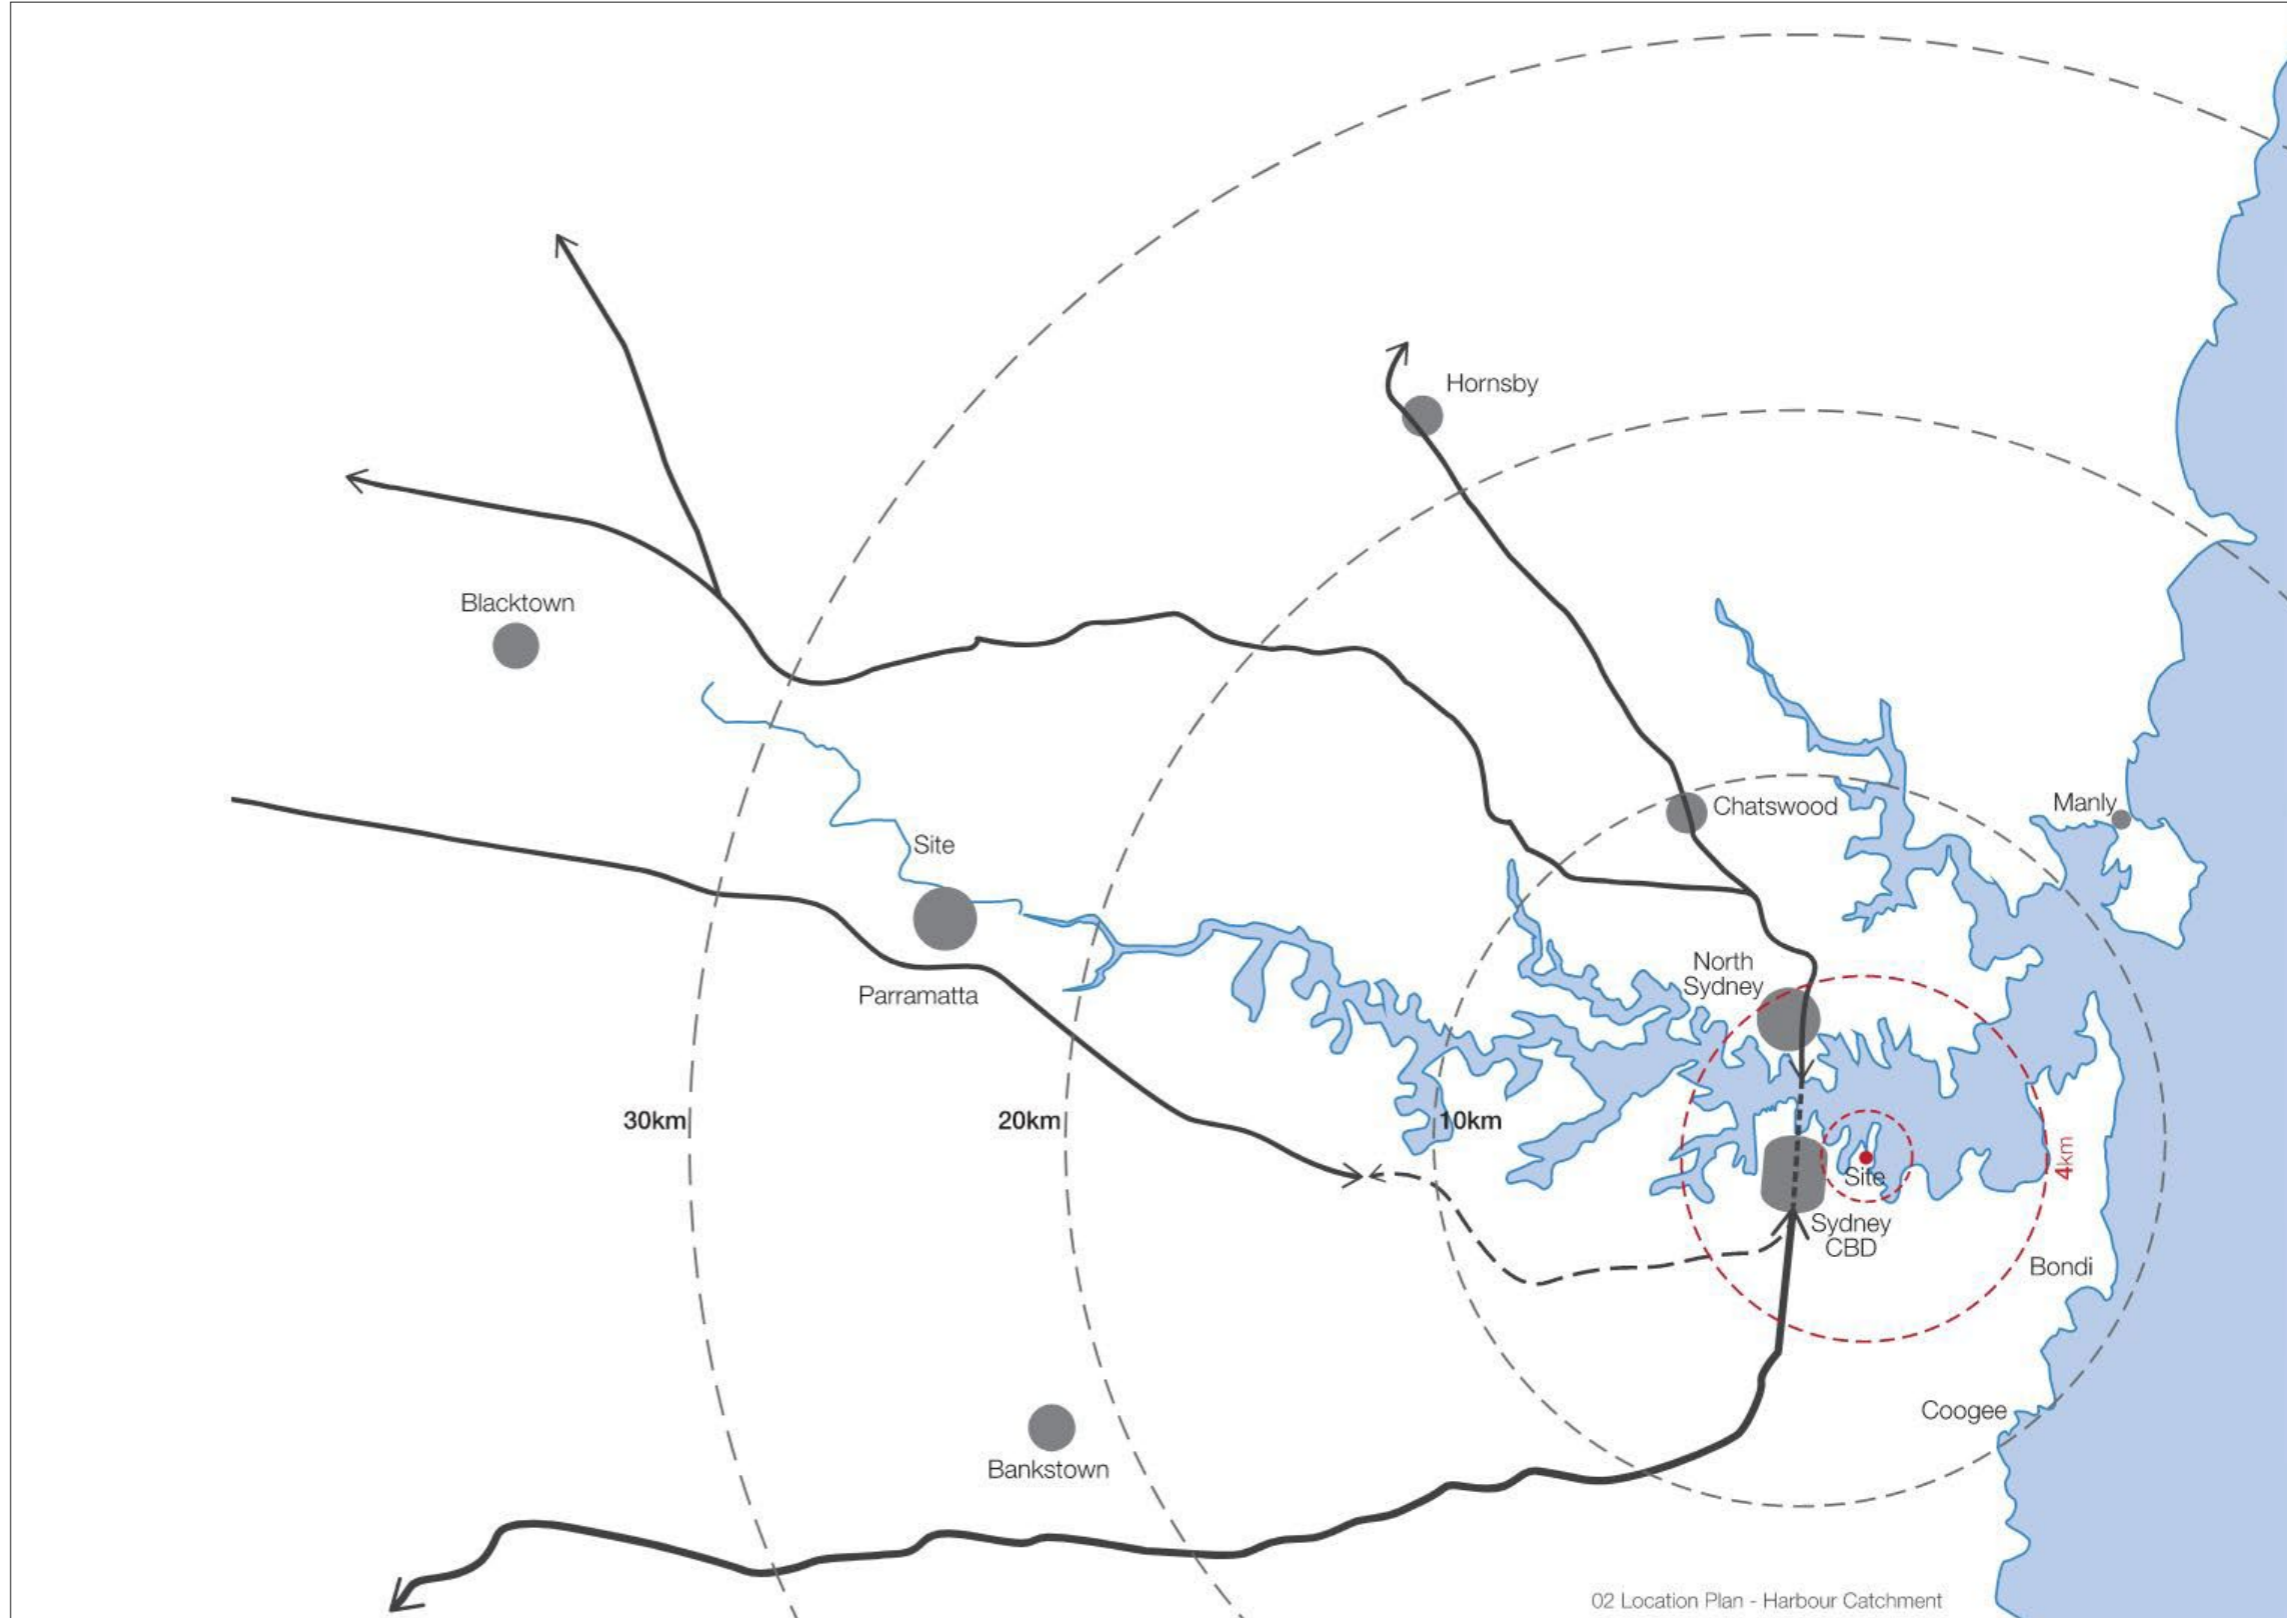 Hornsby
Blacktown
Manly
Chatswood
Site
North
Sydney
Parramatta
30km
20km
10km
4km
Site
Sydney
CBD
Bondi
Coogee
Bankstown
02 Location Plan - Harbour Catchment